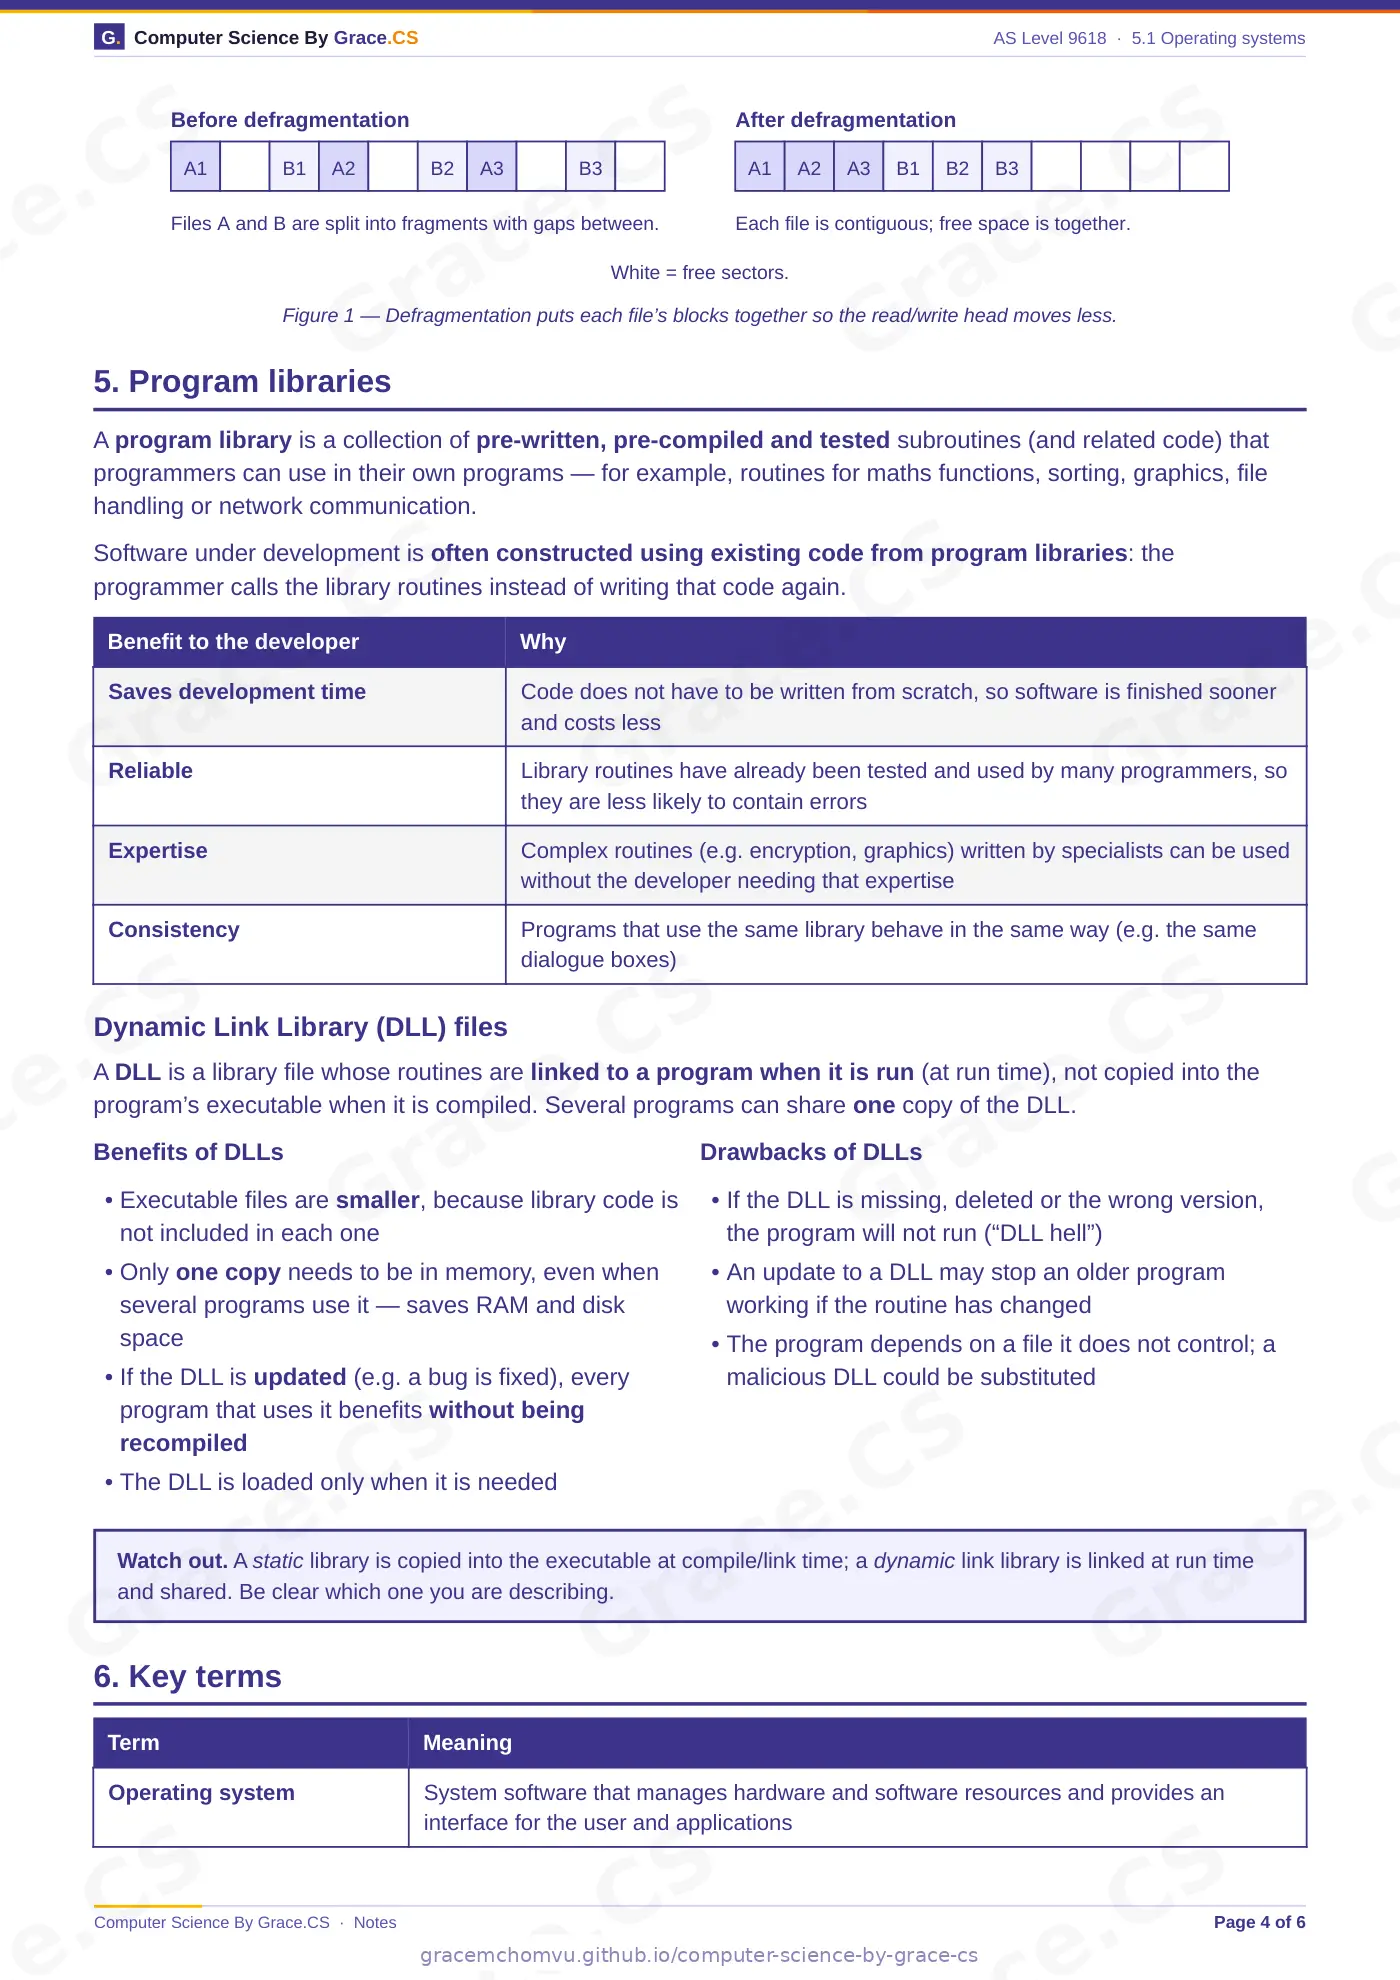 G. Computer Science By Grace.CS
AS Level 9618 · 5.1 Operating systems
Before defragmentation
A1 B1 A2 B2 A3 B3
Files A and B are split into fragments with gaps between.
After defragmentation
A1 A2 A3 B1 B2 B3
Each file is contiguous; free space is together.
White = free sectors.
Figure 1 — Defragmentation puts each file’s blocks together so the read/write head moves less.
5. Program libraries
A program library is a collection of pre-written, pre-compiled and tested subroutines (and related code) that
programmers can use in their own programs — for example, routines for maths functions, sorting, graphics, file
handling or network communication.
Software under development is often constructed using existing code from program libraries: the
programmer calls the library routines instead of writing that code again.
Benefit to the developer
Why
Saves development time
Code does not have to be written from scratch, so software is finished sooner
and costs less
Reliable
Library routines have already been tested and used by many programmers, so
they are less likely to contain errors
Expertise
Complex routines (e.g. encryption, graphics) written by specialists can be used
without the developer needing that expertise
Consistency
Programs that use the same library behave in the same way (e.g. the same
dialogue boxes)
Dynamic Link Library (DLL) files
A DLL is a library file whose routines are linked to a program when it is run (at run time), not copied into the
program’s executable when it is compiled. Several programs can share one copy of the DLL.
Benefits of DLLs
• Executable files are smaller, because library code is
not included in each one
• Only one copy needs to be in memory, even when
several programs use it — saves RAM and disk
space
• If the DLL is updated (e.g. a bug is fixed), every
program that uses it benefits without being
recompiled
• The DLL is loaded only when it is needed
Drawbacks of DLLs
• If the DLL is missing, deleted or the wrong version,
the program will not run (“DLL hell”)
• An update to a DLL may stop an older program
working if the routine has changed
• The program depends on a file it does not control; a
malicious DLL could be substituted
Watch out. A static library is copied into the executable at compile/link time; a dynamic link library is linked at run time
and shared. Be clear which one you are describing.
6. Key terms
Term
Meaning
Operating system
System software that manages hardware and software resources and provides an
interface for the user and applications
Computer Science By Grace.CS · Notes
Page 4 of 6
gracemchomvu.github.io/computer-science-by-grace-cs